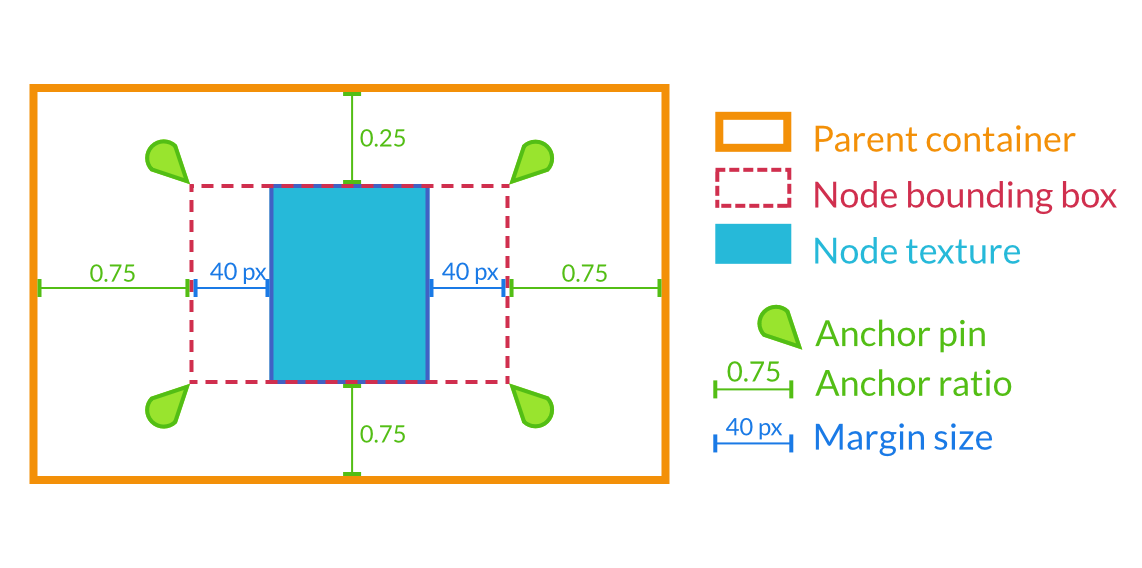 0.25
0.75
40 px
40 px
0.75
0.75
Parent container
Node bounding box
Node texture
Anchor pin
0.75
Anchor ratio
40 px
Margin size